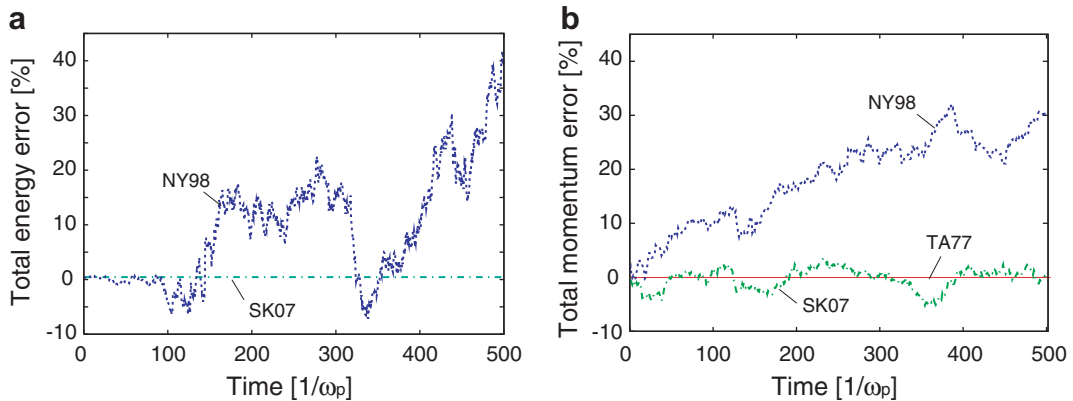 a
Total energy error [%]
40
30
20
10
0
-10
NY98
SK07
0 100 200 300 400 500
Time [1/ωp]
b
Total momentum error [%]
40
30
20
10
0
-10
NY98
TA77
SK07
0 100 200 300 400 500
Time [1/ωp]